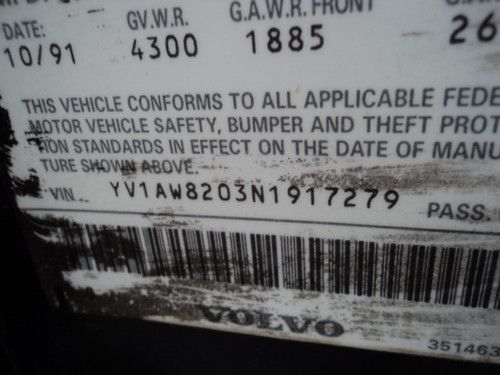 DATE: GV.W.R. G.A.W.R. FRONT
10/91 4300 1885 26
THIS VEHICLE CONFORMS TO ALL APPLICABLE FEDE
MOTOR VEHICLE SAFETY, BUMPER AND THEFT PROT
ION STANDARDS IN EFFECT ON THE DATE OF MANU
TURE SHOWN ABOVE.
VIN YV1AW8203N1917279 PASS.
VOLVO
351463